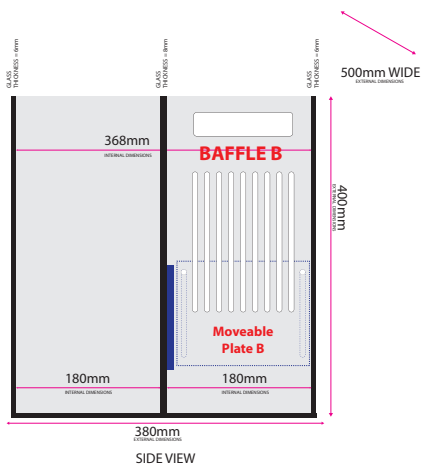 GLASS
THICKNESS = 6mm
GLASS
THICKNESS = 8mm
GLASS
THICKNESS = 6mm
500mm WIDE
EXTERNAL DIMENSIONS
368mm
INTERNAL DIMENSIONS
BAFFLE B
400mm
EXTERNAL DIMENSIONS
Moveable
Plate B
180mm
INTERNAL DIMENSIONS
180mm
INTERNAL DIMENSIONS
380mm
EXTERNAL DIMENSIONS
SIDE VIEW